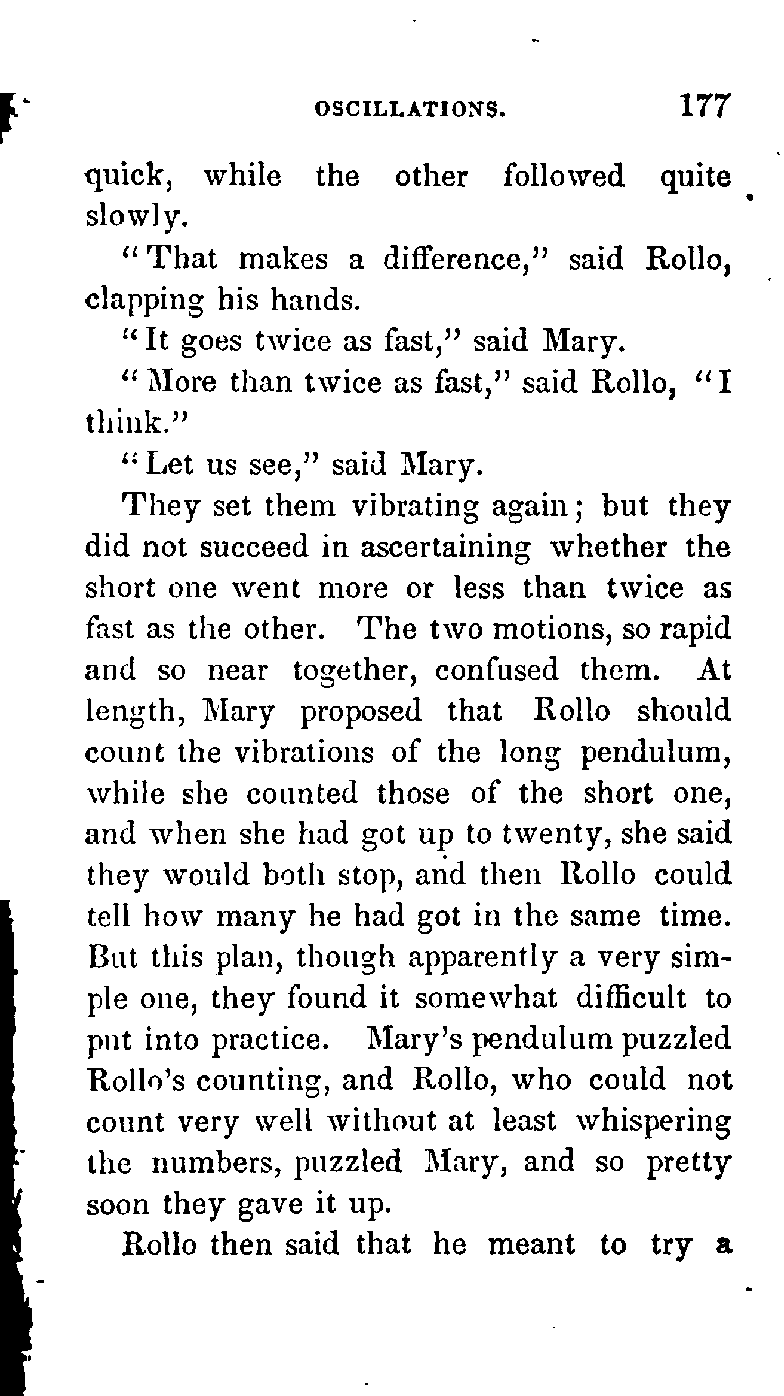 OSCILLATIONS. 177
quick, while the other followed quite
slowly.
"That makes a difference," said Rollo,
clapping his hands.
"It goes twice as fast," said Mary.
"More than twice as fast," said Rollo, "I
think."
"Let us see," said Mary.
They set them vibrating again; but they
did not succeed in ascertaining whether the
short one went more or less than twice as
fast as the other. The two motions, so rapid
and so near together, confused them. At
length, Mary proposed that Rollo should
count the vibrations of the long pendulum,
while she counted those of the short one,
and when she had got up to twenty, she said
they would both stop, and then Rollo could
tell how many he had got in the same time.
But this plan, though apparently a very sim-
ple one, they found it somewhat difficult to
put into practice. Mary's pendulum puzzled
Rollo's counting, and Rollo, who could not
count very well without at least whispering
the numbers, puzzled Mary, and so pretty
soon they gave it up.
Rollo then said that he meant to try a